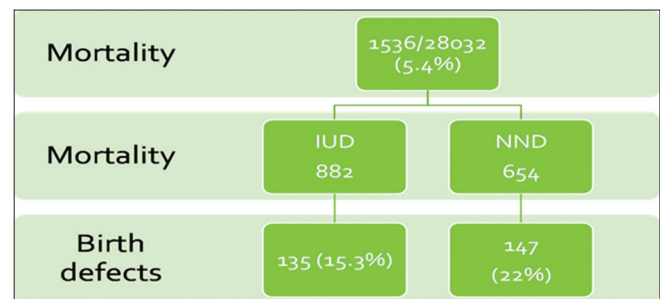 Mortality
1536/28032
(5.4%)
Mortality
IUD
882
NND
654
Birth
defects
135 (15.3%)
147
(22%)